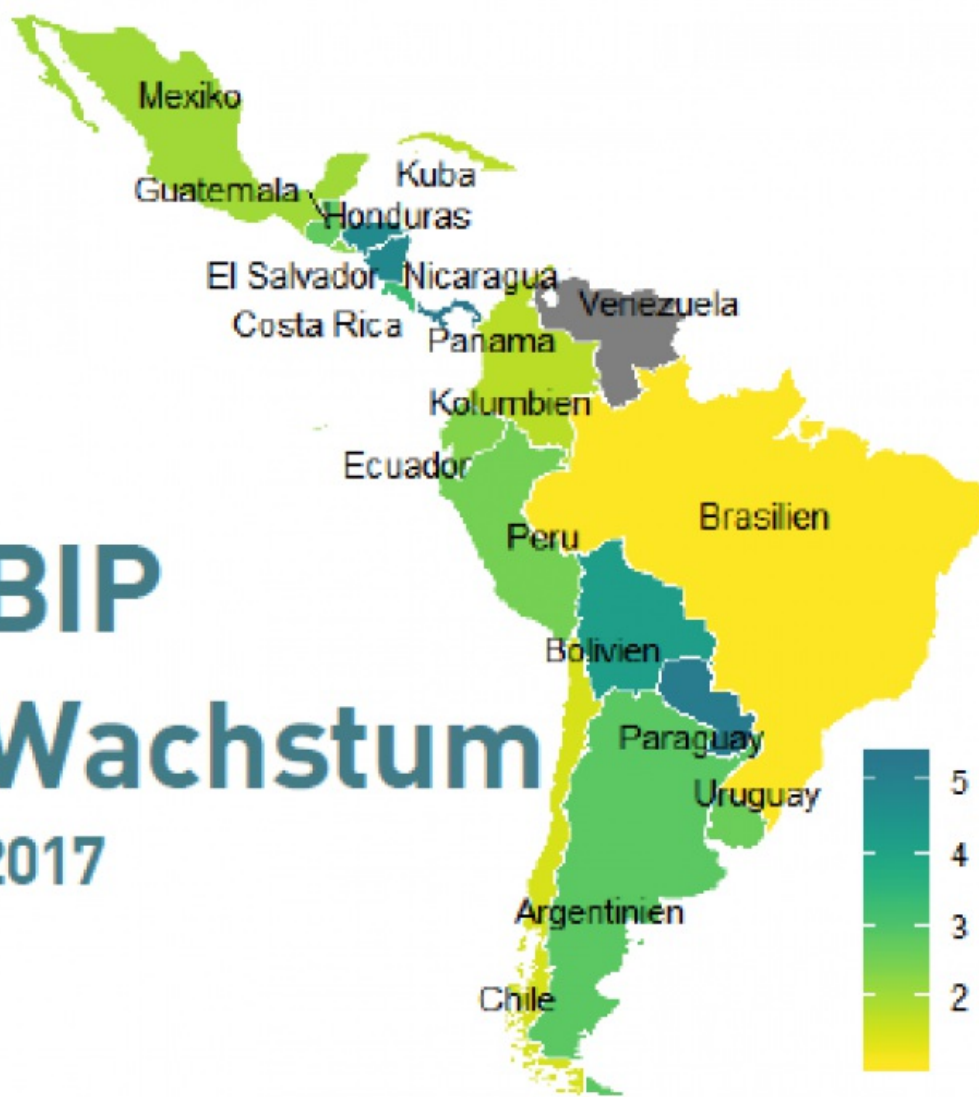 Mexiko
Kuba
Guatemala
Honduras
El Salvador
Nicaragua
Venezuela
Costa Rica
Panama
Kolumbien
Ecuador
Brasilien
Peru
BIP
Bolivien
Wachstum
Paraguay
Uruguay
2017
Argentinien
Chile
5
4
3
2